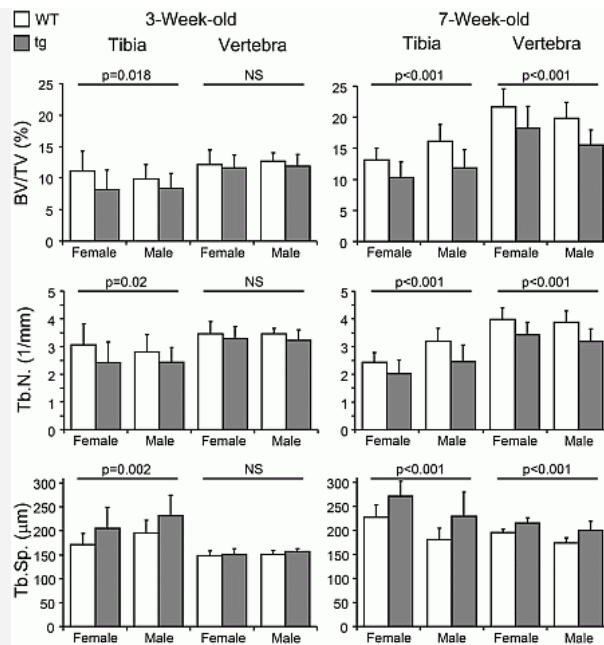 WT
tg
3-Week-old
7-Week-old
Tibia Vertebra Tibia Vertebra
BV/TV (%)
p=0.018 NS p<0.001 p<0.001
25 25
20 20
15 15
10 10
5 5
0 0
Female Male Female Male Female Male Female Male
Tb.N. (1/mm)
p=0.02 NS p<0.001 p<0.001
5 5
4 4
3 3
2 2
1 1
0 0
Female Male Female Male Female Male Female Male
Tb.Sp. (μm)
p=0.002 NS p<0.001 p<0.001
300 300
250 250
200 200
150 150
100 100
50 50
0 0
Female Male Female Male Female Male Female Male